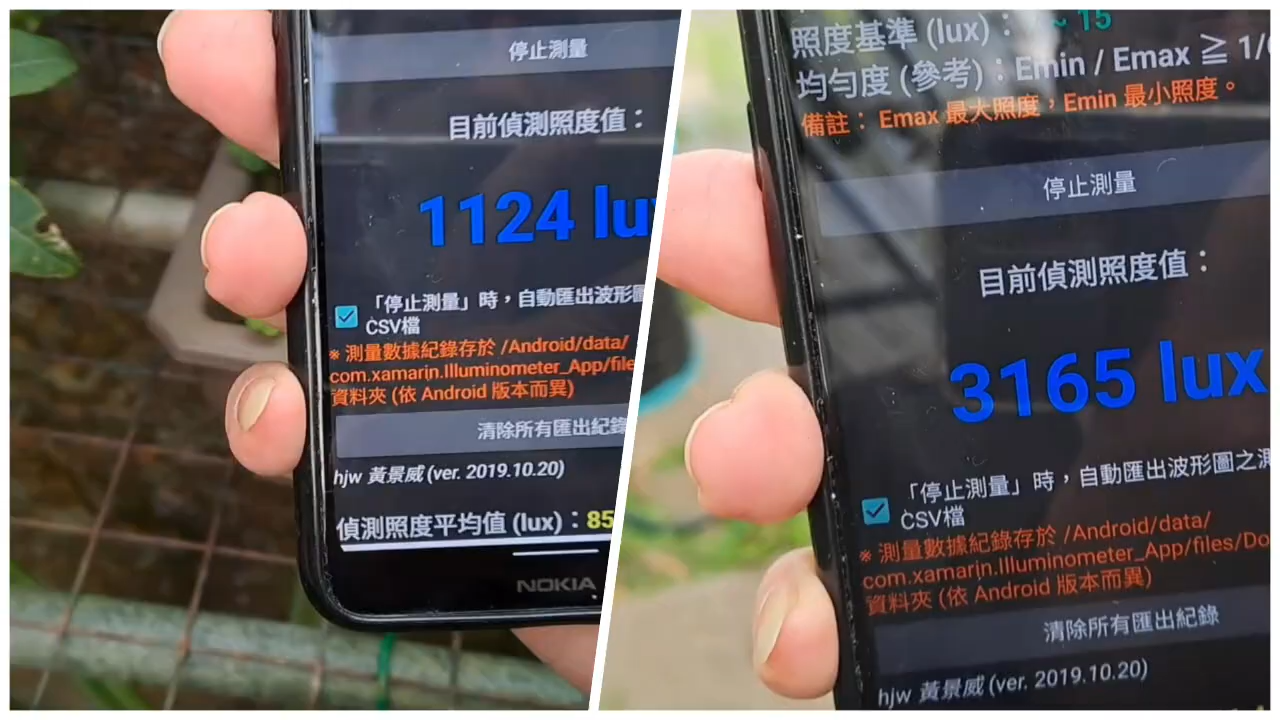 停止測量
目前偵測照度值：
1124 lu
「停止測量」時，自動匯出波形圖
CSV檔
※ 測量數據紀錄存於 /Android/data/
com.xamarin.Illuminometer_App/file
資料夾 (依 Android 版本而異)
清除所有匯出紀錄
hjw 黃景威 (ver. 2019.10.20)
偵測照度平均值 (lux)：85
NOKIA
照度基準 (lux)： ~ 15
均勻度 (參考)：Emin / Emax ≧ 1/
備註： Emax 最大照度，Emin 最小照度。
停止測量
目前偵測照度值：
3165 lux
「停止測量」時，自動匯出波形圖之測
CSV檔
※ 測量數據紀錄存於 /Android/data/
com.xamarin.Illuminometer_App/files/Do
資料夾 (依 Android 版本而異)
清除所有匯出紀錄
hjw 黃景威 (ver. 2019.10.20)